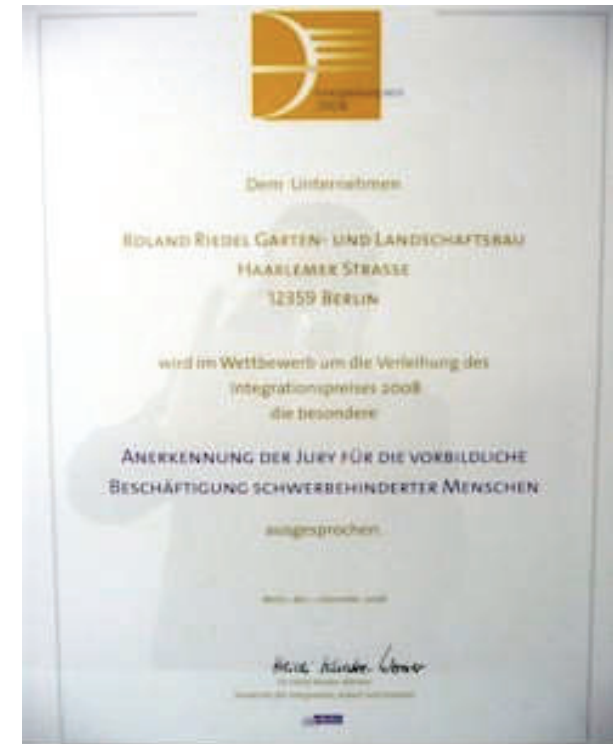 2008
Dem Unternehmen
ROLAND RIEDEL GARTEN- UND LANDSCHAFTSBAU
HAARLEMER STRASSE
12359 BERLIN
wird im Wettbewerb um die Verleihung des
Integrationspreises 2008
die besondere
ANERKENNUNG DER JURY FÜR DIE VORBILDLICHE
BESCHÄFTIGUNG SCHWERBEHINDERTER MENSCHEN
ausgesprochen